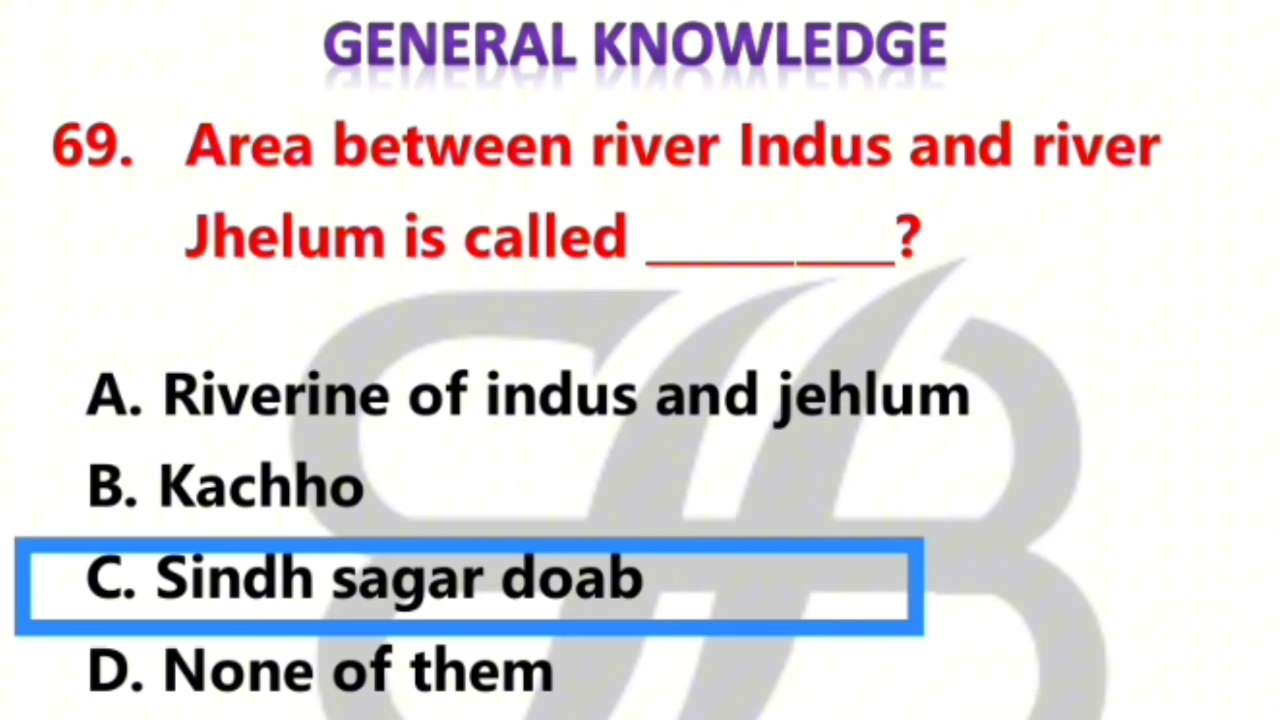 GENERAL KNOWLEDGE
69. Area between river Indus and river
Jhelum is called __________?
A. Riverine of indus and jehlum
B. Kachho
C. Sindh sagar doab
D. None of them